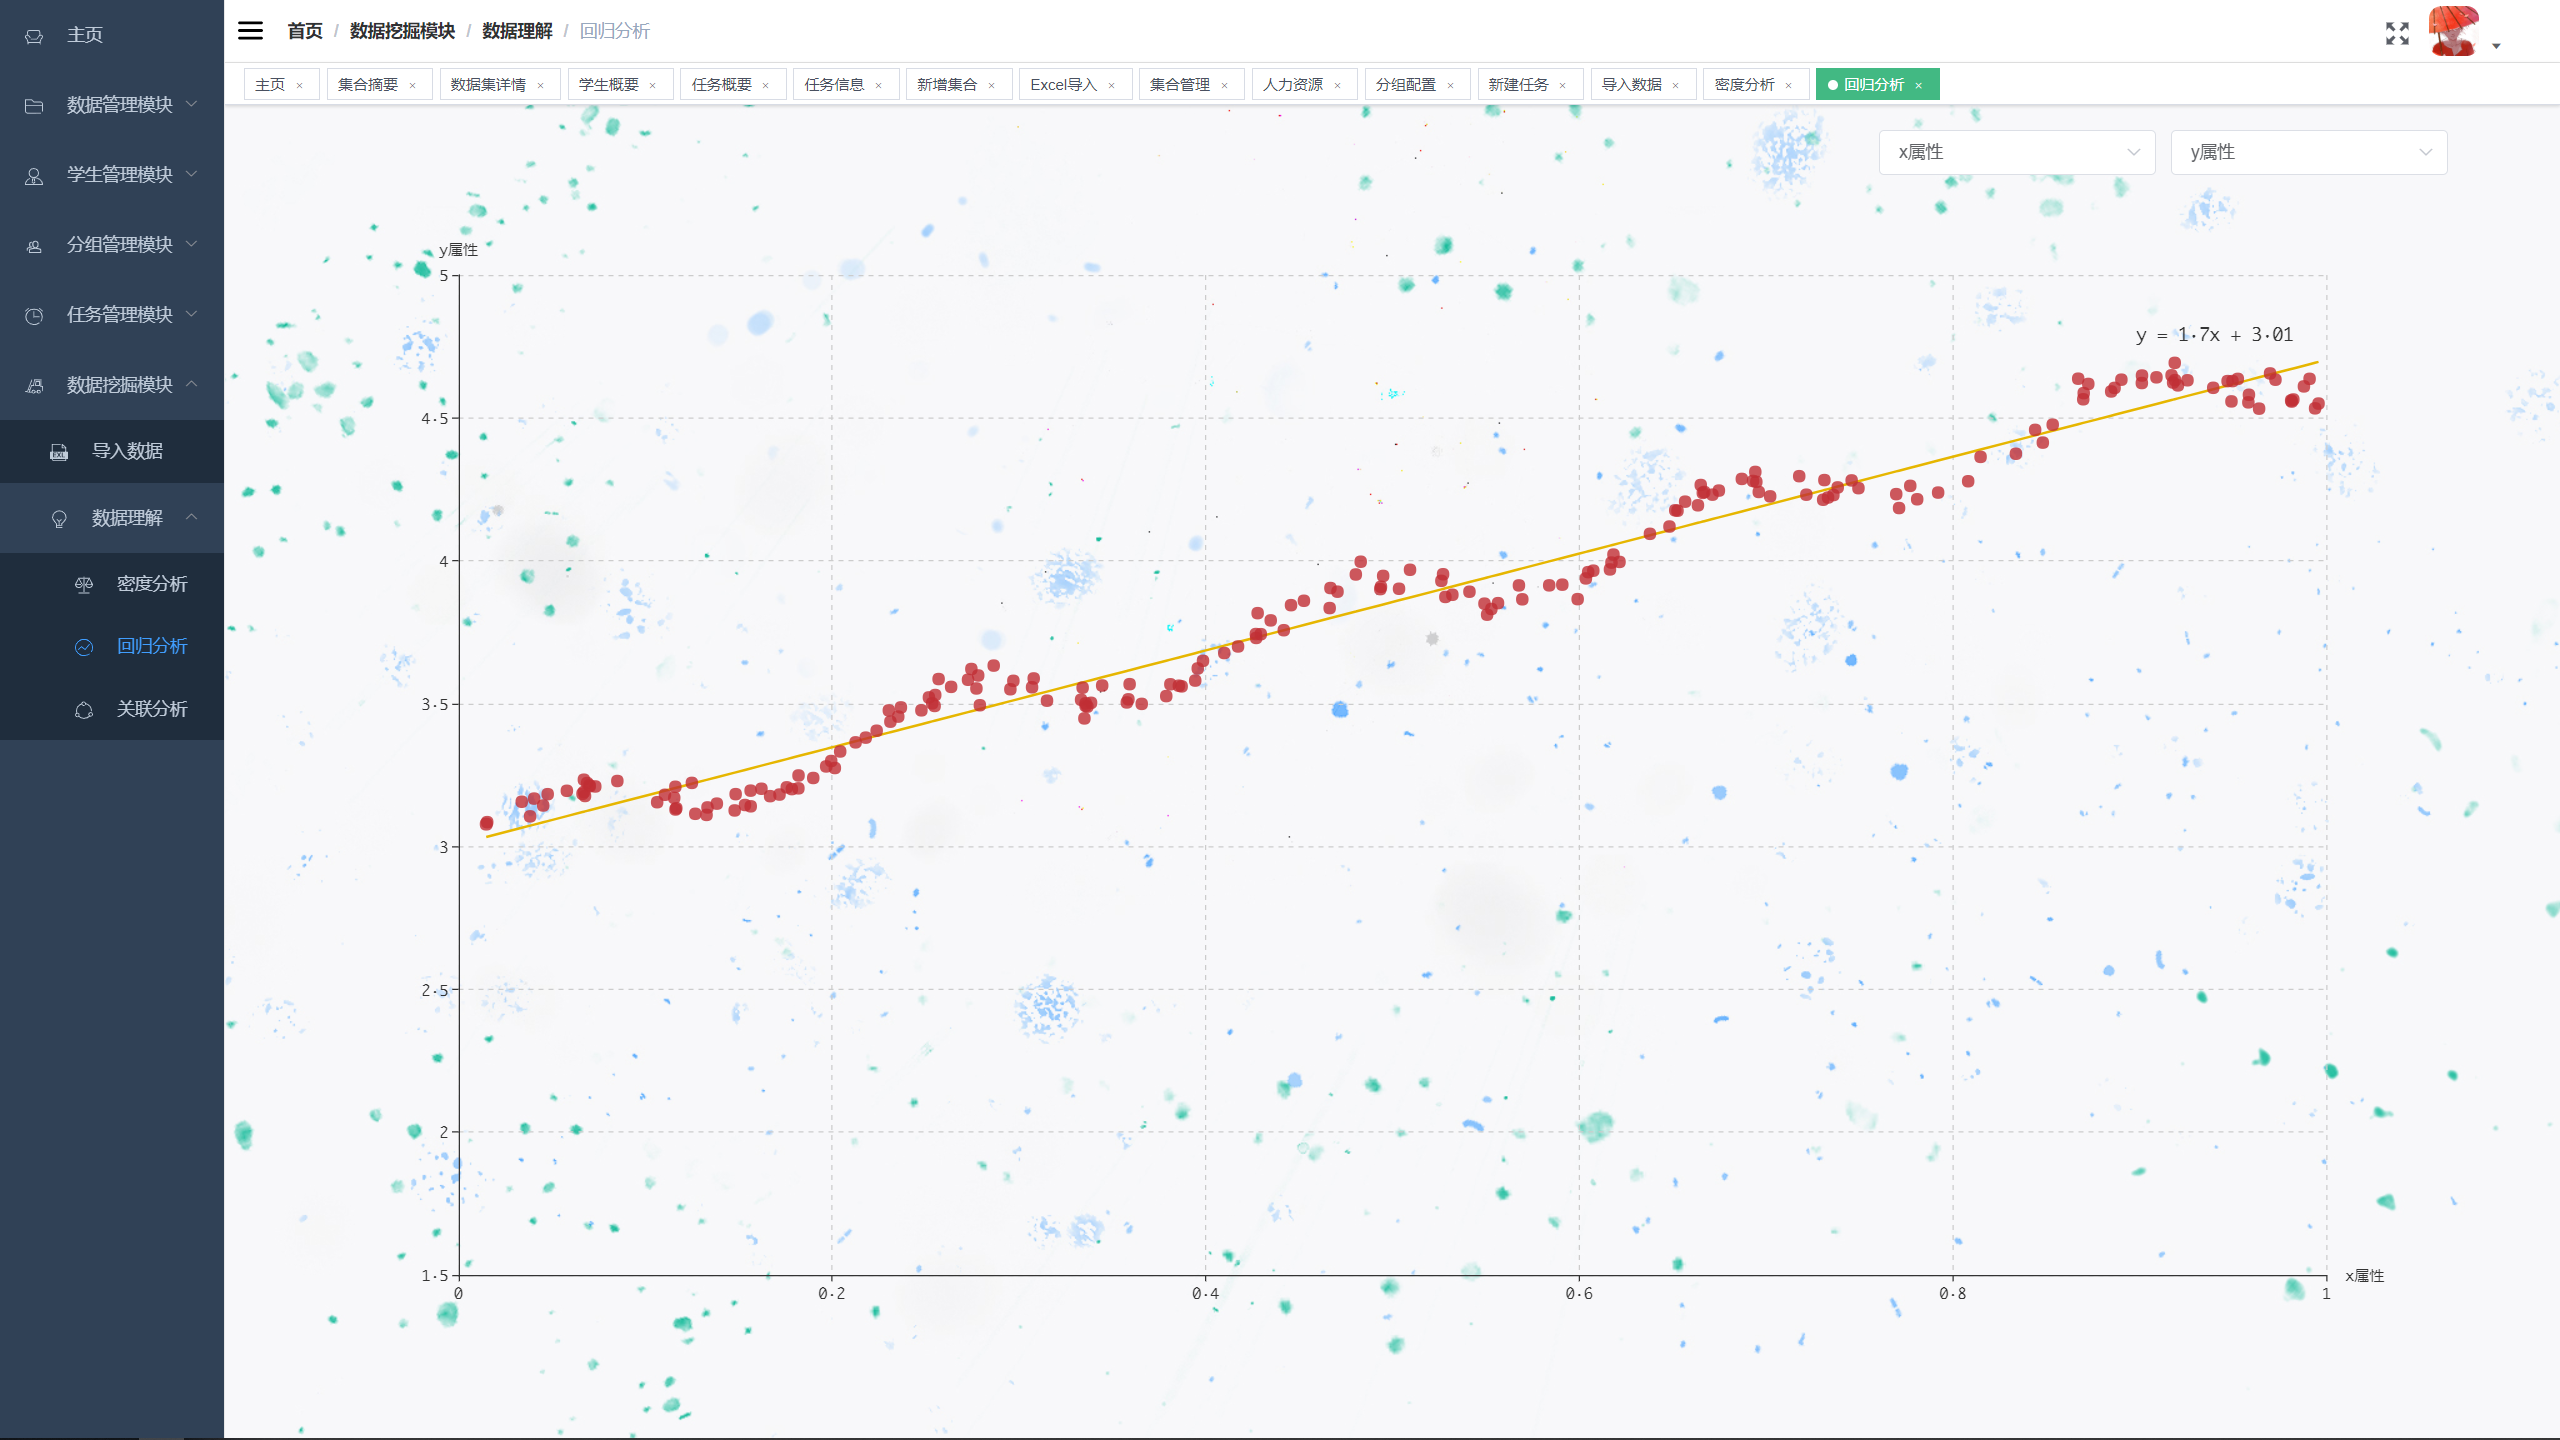 主页
数据管理模块
学生管理模块
分组管理模块
任务管理模块
数据挖掘模块
导入数据
数据理解
密度分析
回归分析
关联分析
首页 / 数据挖掘模块 / 数据理解 / 回归分析
主页 × 集合摘要 × 数据集详情 × 学生概要 × 任务概要 × 任务信息 × 新增集合 × Excel导入 × 集合管理 × 人力资源 × 分组配置 × 新建任务 × 导入数据 × 密度分析 × 回归分析 ×
x属性 y属性
y属性
5
y = 1.7x + 3.01
4.5
4
3.5
3
2.5
2
1.5
0 0.2 0.4 0.6 0.8 1
x属性